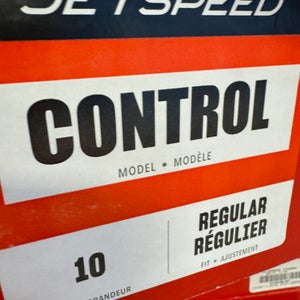 JETSPEED
CONTROL
MODEL • MODÈLE
10
REGULAR
RÉGULIER
FIT • AJUSTEMENT